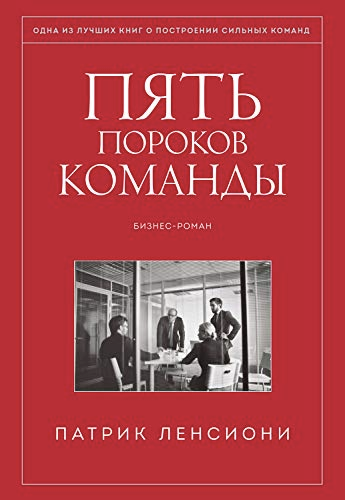 ОДНА ИЗ ЛУЧШИХ КНИГ О ПОСТРОЕНИИ СИЛЬНЫХ КОМАНД
ПЯТЬ
ПОРОКОВ
КОМАНДЫ
БИЗНЕС-РОМАН
ПАТРИК ЛЕНСИОНИ